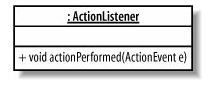 : ActionListener
+ void actionPerformed(ActionEvent e)